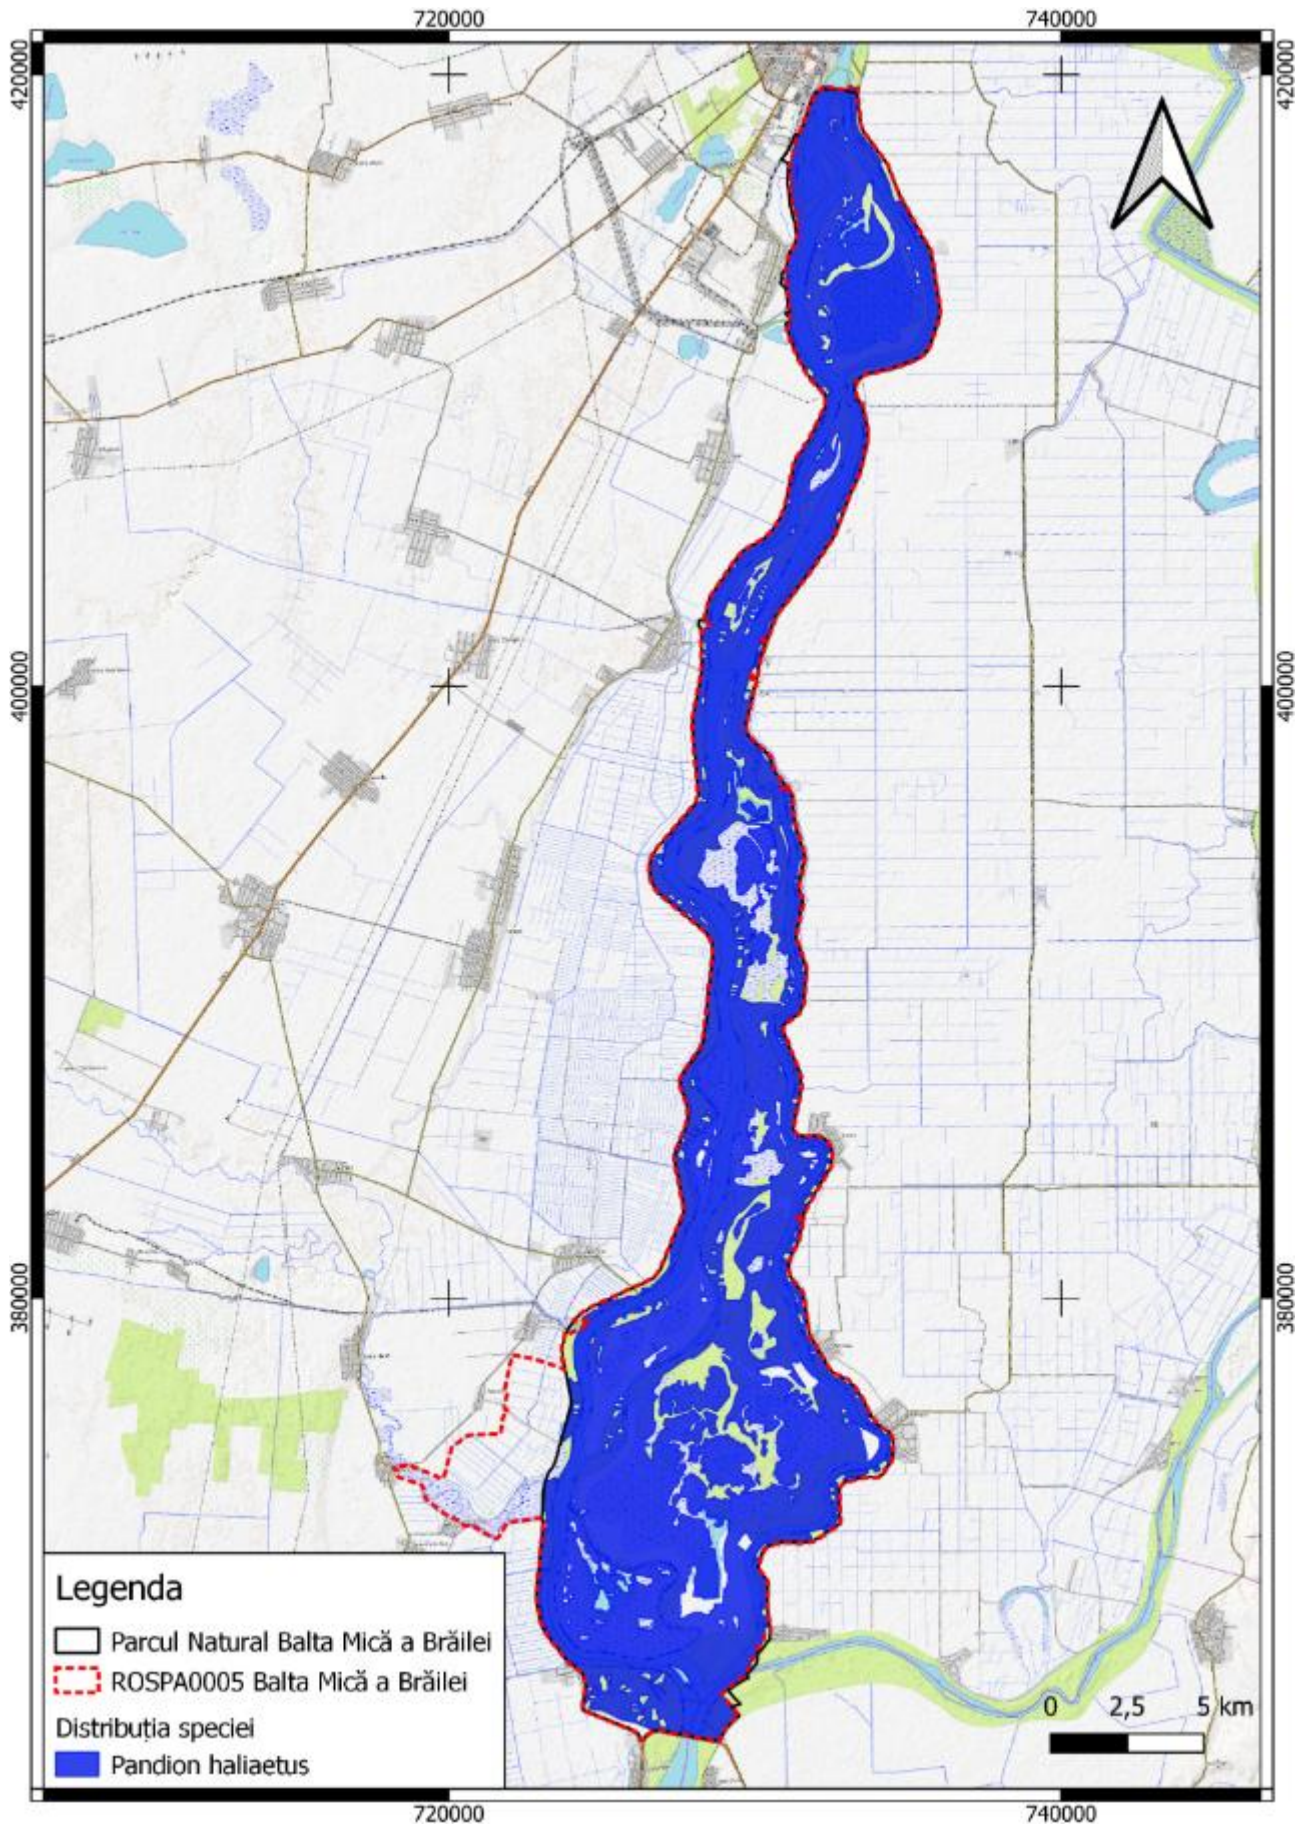 720000 740000
420000 420000
400000 400000
380000 380000
Legenda
Parcul Natural Balta Mică a Brăilei
ROSPA0005 Balta Mică a Brăilei
Distribuția speciei
Pandion haliaetus
0 2,5 5 km
720000 740000